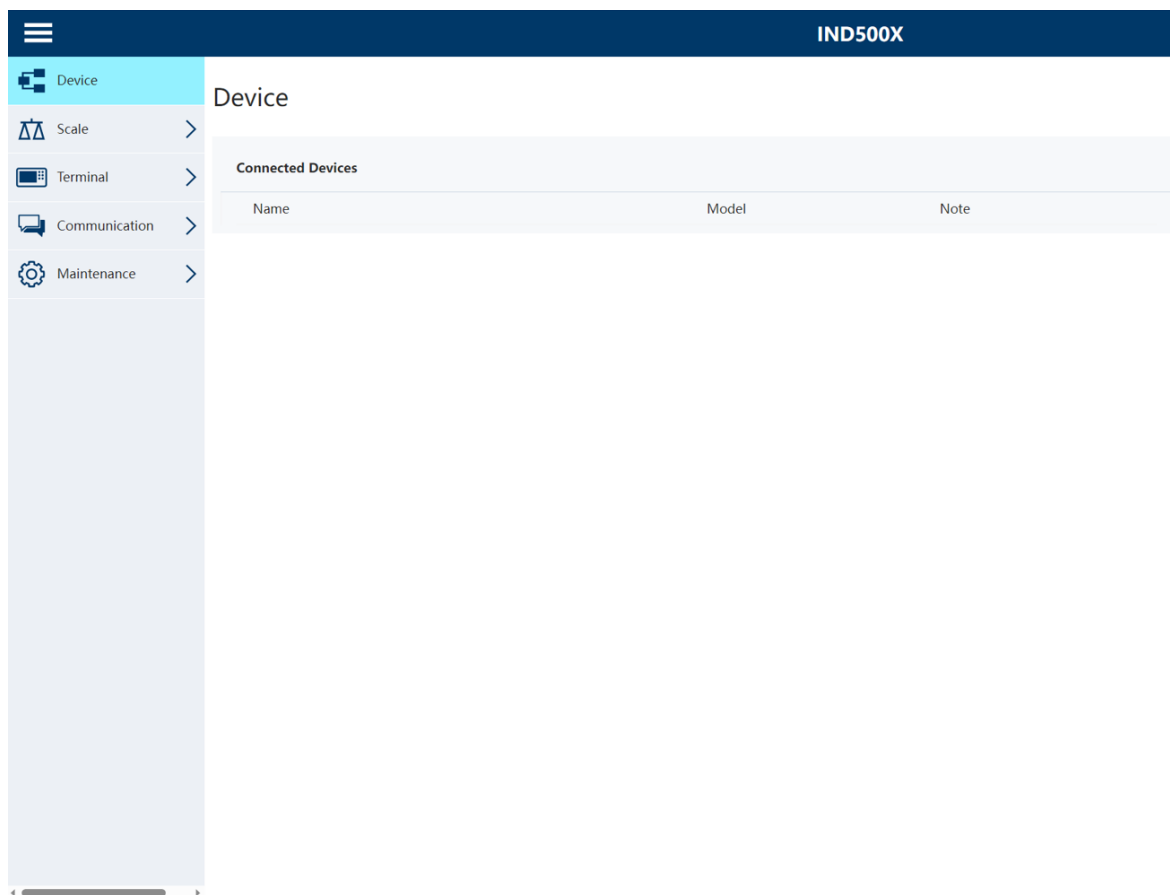 IND500X
Device
Scale
Terminal
Communication
Maintenance
Device
Connected Devices
Name Model Note